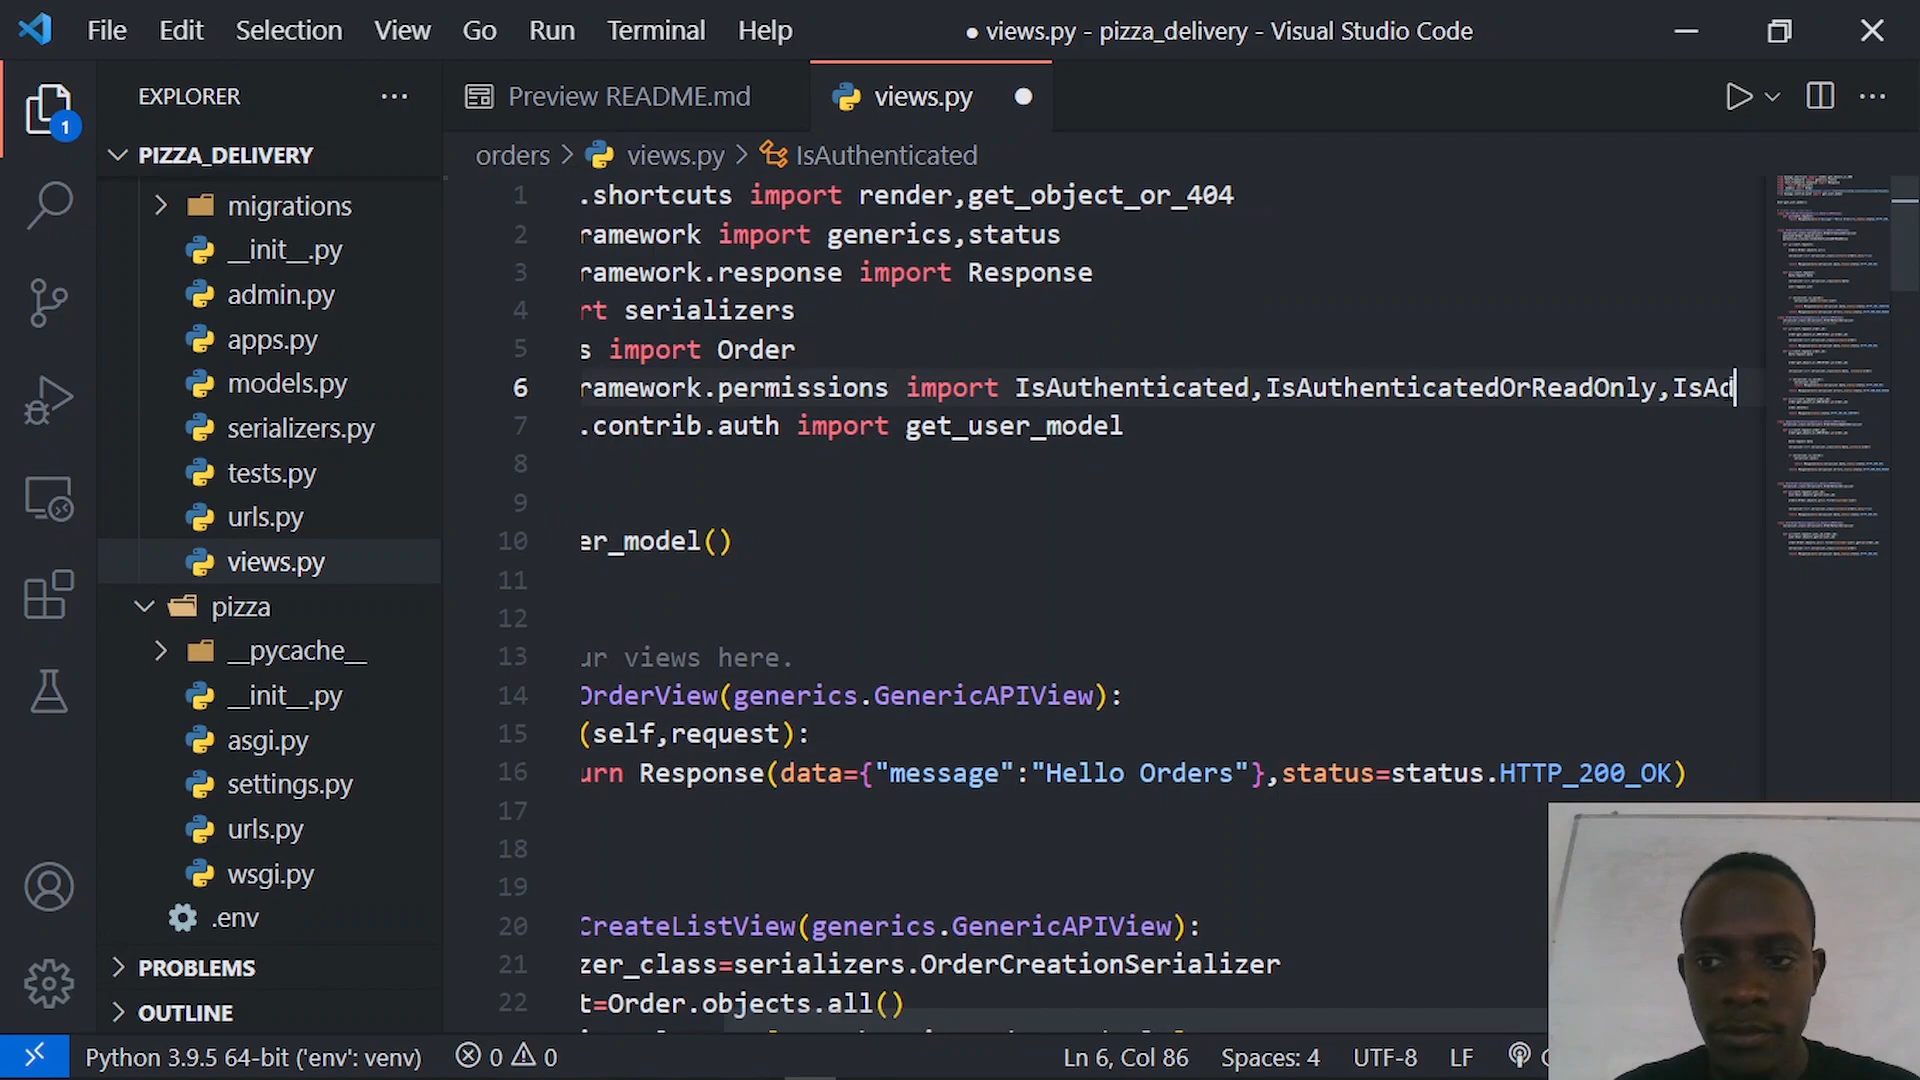 File Edit Selection View Go Run Terminal Help
● views.py - pizza_delivery - Visual Studio Code
EXPLORER
Preview README.md
views.py
1
PIZZA_DELIVERY
orders > views.py > IsAuthenticated
migrations
__init__.py
admin.py
apps.py
models.py
serializers.py
tests.py
urls.py
views.py
pizza
__pycache__
__init__.py
asgi.py
settings.py
urls.py
wsgi.py
.env
PROBLEMS
OUTLINE
1 .shortcuts import render,get_object_or_404
2 ramework import generics,status
3 ramework.response import Response
4 rt serializers
5 s import Order
6 ramework.permissions import IsAuthenticated,IsAuthenticatedOrReadOnly,IsAd
7 .contrib.auth import get_user_model
8
9
10 er_model()
11
12
13 ur views here.
14 OrderView(generics.GenericAPIView):
15 (self,request):
16 urn Response(data={"message":"Hello Orders"},status=status.HTTP_200_OK)
17
18
19
20 CreateListView(generics.GenericAPIView):
21 zer_class=serializers.OrderCreationSerializer
22 t=Order.objects.all()
Python 3.9.5 64-bit ('env': venv) 0 0
Ln 6, Col 86 Spaces: 4 UTF-8 LF